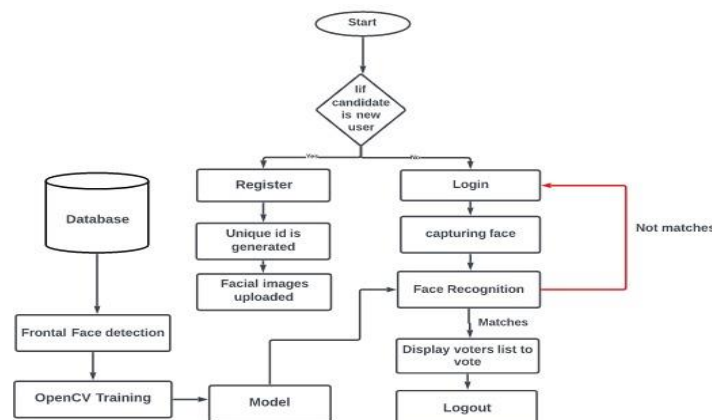 Start
Iif
candidate
is new
user
Yes
No
Register
Login
Database
Unique id is
generated
capturing face
Not matches
Facial images
uploaded
Face Recognition
Matches
Frontal Face detection
Display voters list to
vote
OpenCV Training
Model
Logout